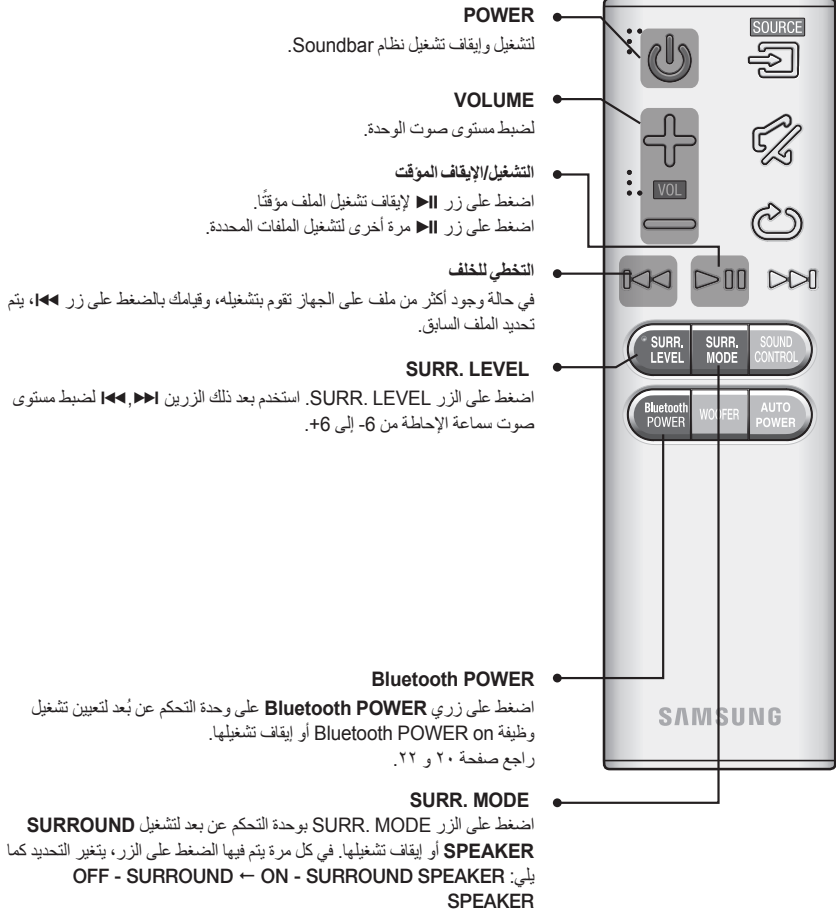 POWER
لتشغيل وإيقاف تشغيل نظام Soundbar.
VOLUME
لضبط مستوى صوت الوحدة.
التشغيل/الإيقاف المؤقت
اضغط على زر ►II لإيقاف تشغيل الملف مؤقتًا.
اضغط على زر ►II مرة أخرى لتشغيل الملفات المحددة.
التخطي للخلف
في حالة وجود أكثر من ملف على الجهاز تقوم بتشغيله، وقيامك بالضغط على زر I◄◄، يتم
تحديد الملف السابق.
SURR. LEVEL
اضغط على الزر SURR. LEVEL. استخدم بعد ذلك الزرين I◄◄,►►I لضبط مستوى
صوت سماعة الإحاطة من 6- إلى 6+.
Bluetooth POWER
اضغط على زري Bluetooth POWER على وحدة التحكم عن بُعد لتعيين تشغيل
وظيفة Bluetooth POWER on أو إيقاف تشغيلها.
راجع صفحة ٢٠ و ٢٢.
SURR. MODE
اضغط على الزر SURR. MODE بوحدة التحكم عن بعد لتشغيل SURROUND
SPEAKER أو إيقاف تشغيلها. في كل مرة يتم فيها الضغط على الزر، يتغير التحديد كما
يلي: OFF - SURROUND ← ON - SURROUND SPEAKER
SPEAKER
SOURCE
VOL
SURR. LEVEL
SURR. MODE
SOUND CONTROL
Bluetooth POWER
WOOFER
AUTO POWER
SAMSUNG